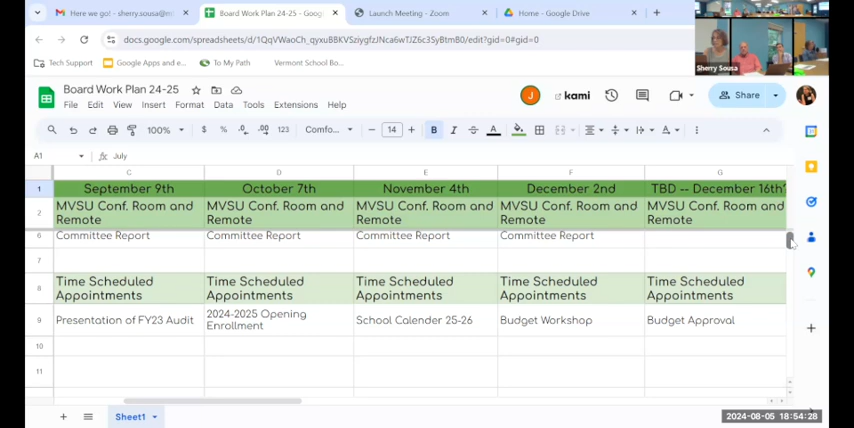 Here we go! - sherry.sousa@m
Board Work Plan 24-25 - Goo
Launch Meeting - Zoom
Home - Google Drive
docs.google.com/spreadsheets/d/1QqVWaoCh_qyxuBBKVSziygfzJNca6wTJZ6c3SyBtmB0/edit?gid=0#gid=0
Tech Support
Google Apps and e...
To My Path
Vermont School Bo...
Sherry Sousa
Board Work Plan 24-25
File Edit View Insert Format Data Tools Extensions Help
J
kami
Share
100%
$ % .0 .00 123
Comfo...
14
B I A
A1
fx July
C D E F G
1 September 9th October 7th November 4th December 2nd TBD -- December 16th?
2 MVSU Conf. Room and Remote MVSU Conf. Room and Remote MVSU Conf. Room and Remote MVSU Conf. Room and Remote MVSU Conf. Room and Remote
6 Committee Report Committee Report Committee Report Committee Report
7
8 Time Scheduled Appointments Time Scheduled Appointments Time Scheduled Appointments Time Scheduled Appointments Time Scheduled Appointments
9 Presentation of FY23 Audit 2024-2025 Opening Enrollment School Calender 25-26 Budget Workshop Budget Approval
10
11
Sheet1
2024-08-05 18:54:28